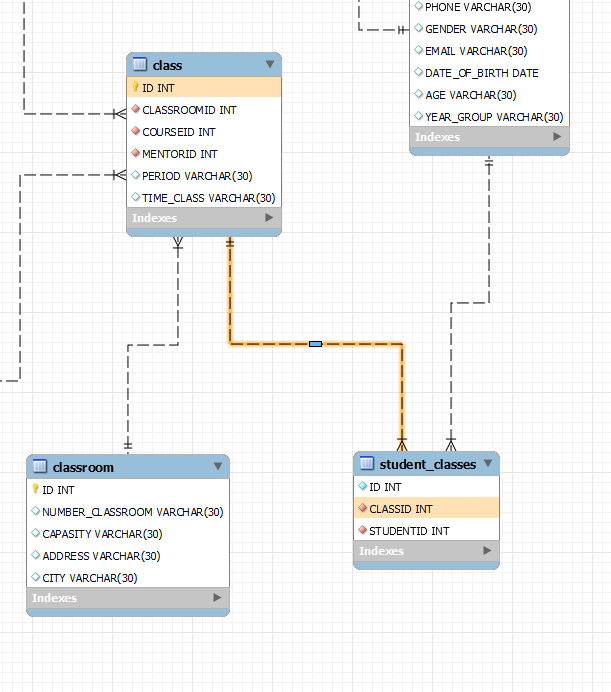 PHONE VARCHAR(30)
GENDER VARCHAR(30)
EMAIL VARCHAR(30)
DATE_OF_BIRTH DATE
AGE VARCHAR(30)
YEAR_GROUP VARCHAR(30)
Indexes
class
ID INT
CLASSROOMID INT
COURSEID INT
MENTORID INT
PERIOD VARCHAR(30)
TIME_CLASS VARCHAR(30)
Indexes
classroom
ID INT
NUMBER_CLASSROOM VARCHAR(30)
CAPASITY VARCHAR(30)
ADDRESS VARCHAR(30)
CITY VARCHAR(30)
Indexes
student_classes
ID INT
CLASSID INT
STUDENTID INT
Indexes